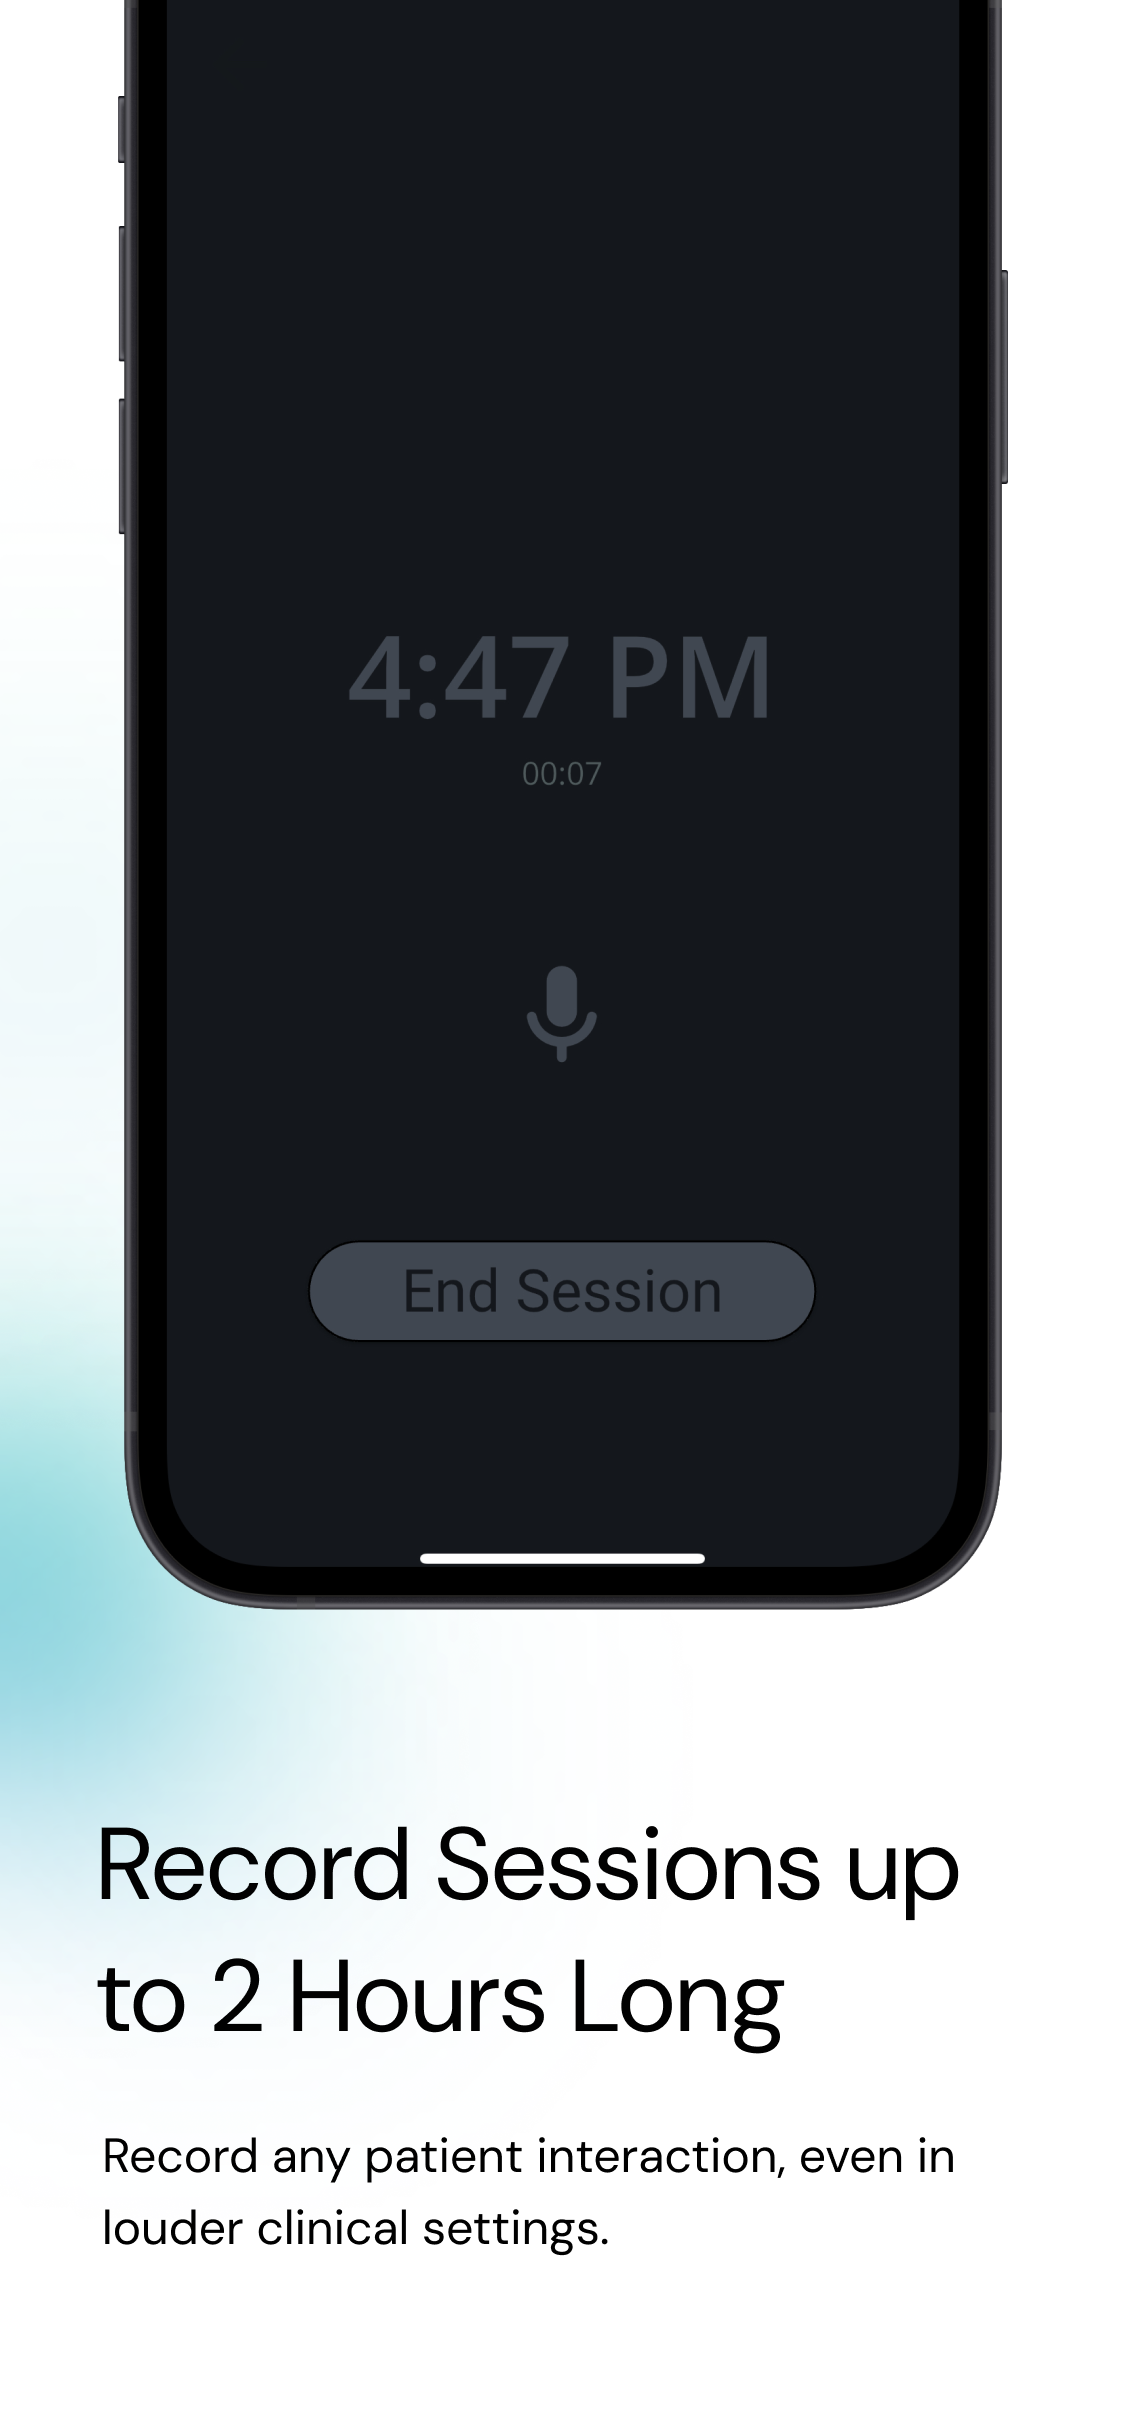 4:47 PM
00:07
End Session
Record Sessions up
to 2 Hours Long
Record any patient interaction, even in
louder clinical settings.